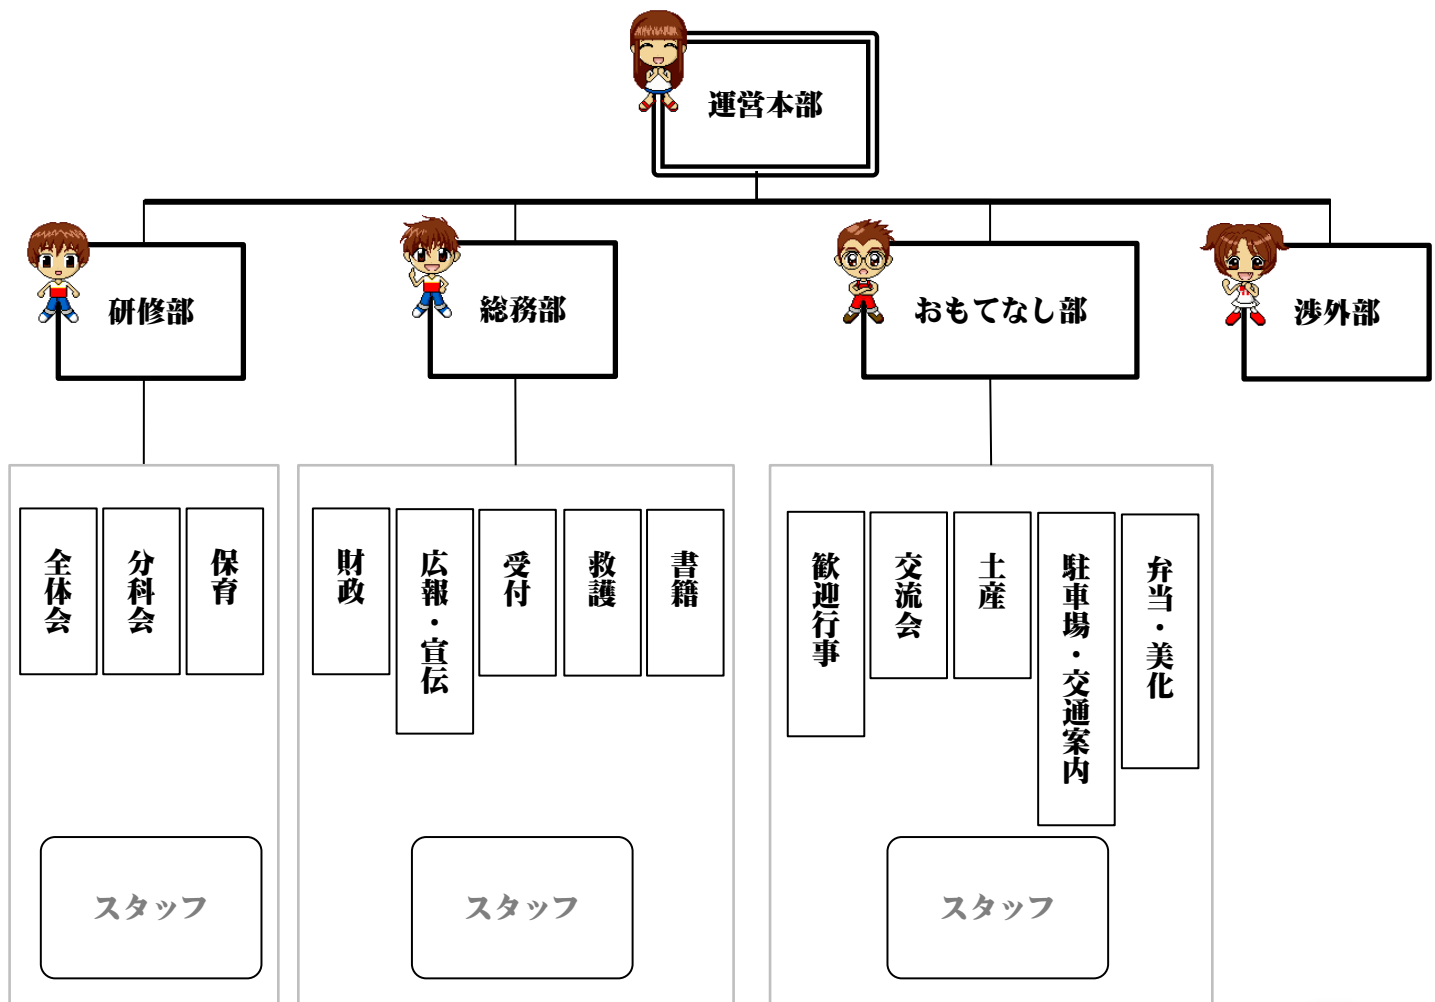 運営本部
研修部
総務部
おもてなし部
渉外部
全体会
分科会
保育
財政
広報・宣伝
受付
救護
書籍
歓迎行事
交流会
土産
駐車場・交通案内
弁当・美化
スタッフ
スタッフ
スタッフ